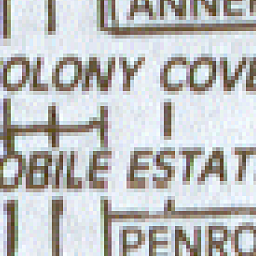 ANNE
OLONY COVE
OBILE ESTAT
PENRO